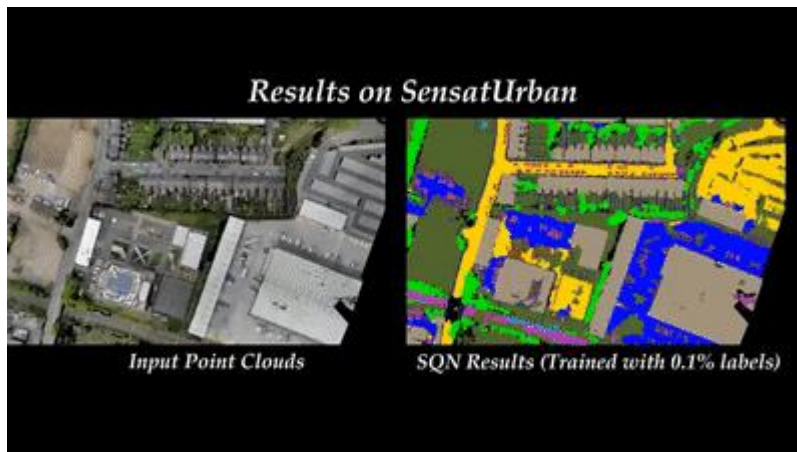 Results on SensatUrban
Input Point Clouds
SQN Results (Trained with 0.1% labels)